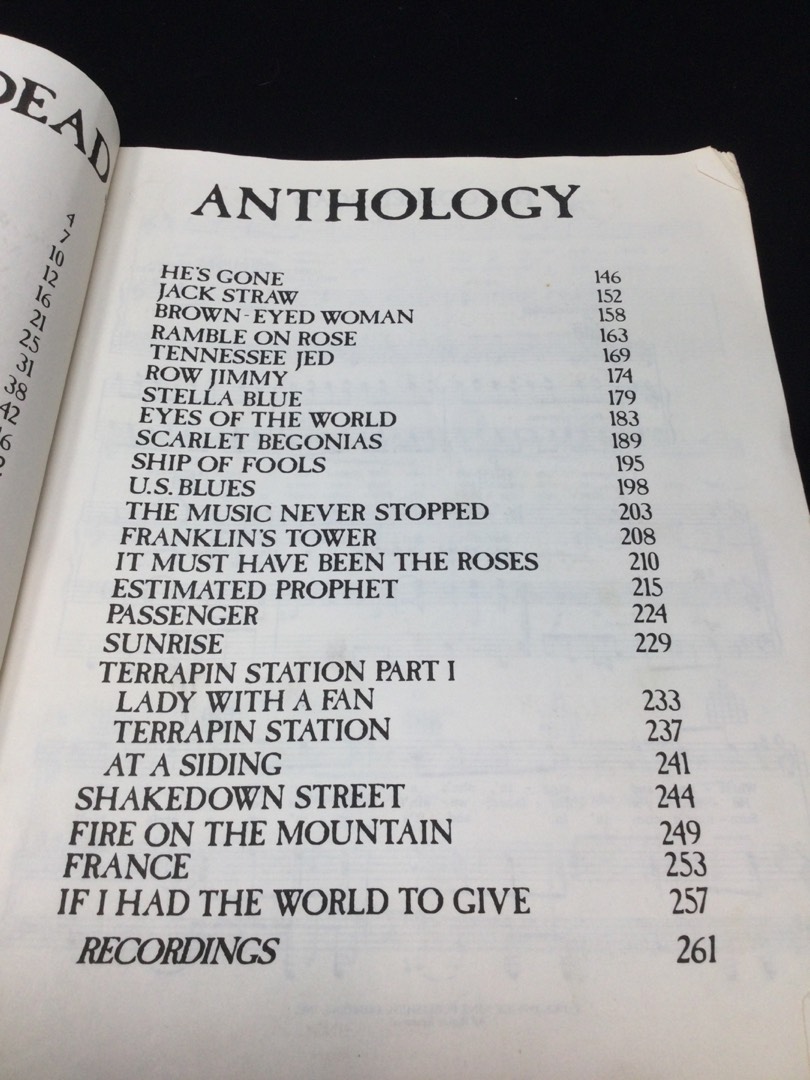 DEAD
4
7
10
12
16
21
25
31
38
42
ANTHOLOGY
HE'S GONE 146
JACK STRAW 152
BROWN-EYED WOMAN 158
RAMBLE ON ROSE 163
TENNESSEE JED 169
ROW JIMMY 174
STELLA BLUE 179
EYES OF THE WORLD 183
SCARLET BEGONIAS 189
SHIP OF FOOLS 195
U.S. BLUES 198
THE MUSIC NEVER STOPPED 203
FRANKLIN'S TOWER 208
IT MUST HAVE BEEN THE ROSES 210
ESTIMATED PROPHET 215
PASSENGER 224
SUNRISE 229
TERRAPIN STATION PART I
LADY WITH A FAN 233
TERRAPIN STATION 237
AT A SIDING 241
SHAKEDOWN STREET 244
FIRE ON THE MOUNTAIN 249
FRANCE 253
IF I HAD THE WORLD TO GIVE 257
RECORDINGS 261